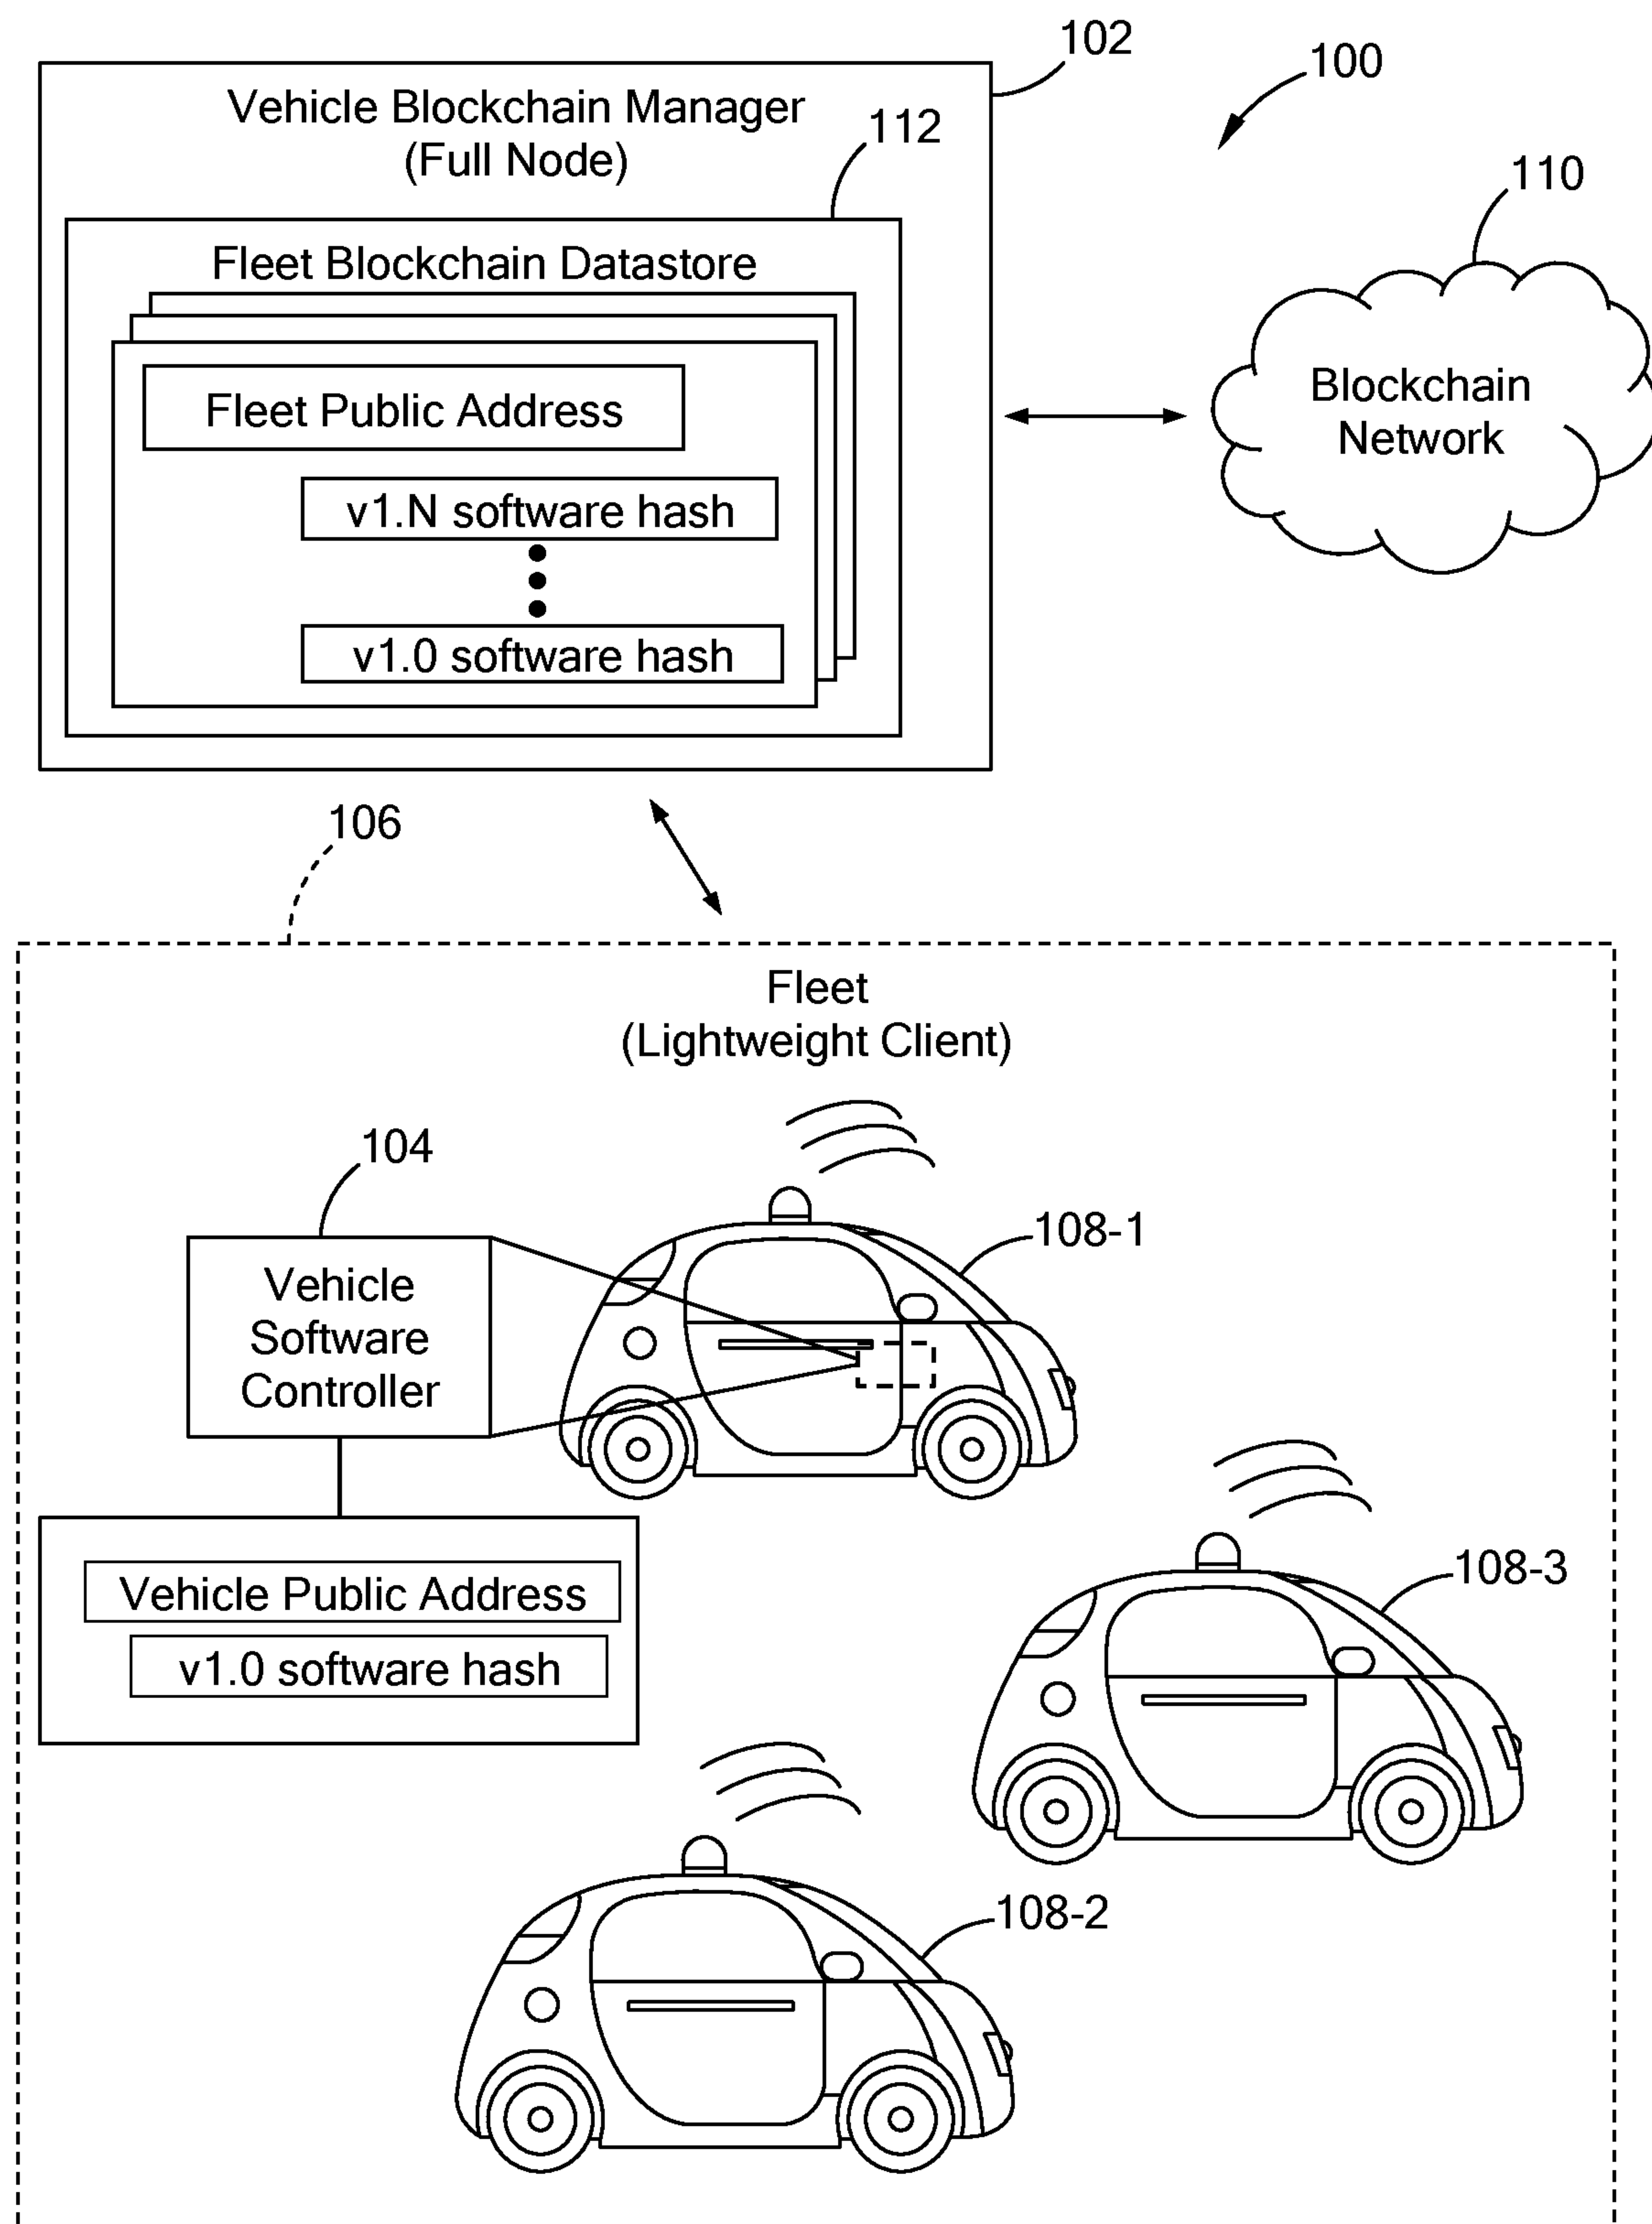 102
100
Vehicle Blockchain Manager
(Full Node)
112
110
Fleet Blockchain Datastore
Fleet Public Address
v1.N software hash
v1.0 software hash
Blockchain
Network
106
Fleet
(Lightweight Client)
104
108-1
Vehicle
Software
Controller
Vehicle Public Address
v1.0 software hash
108-3
108-2